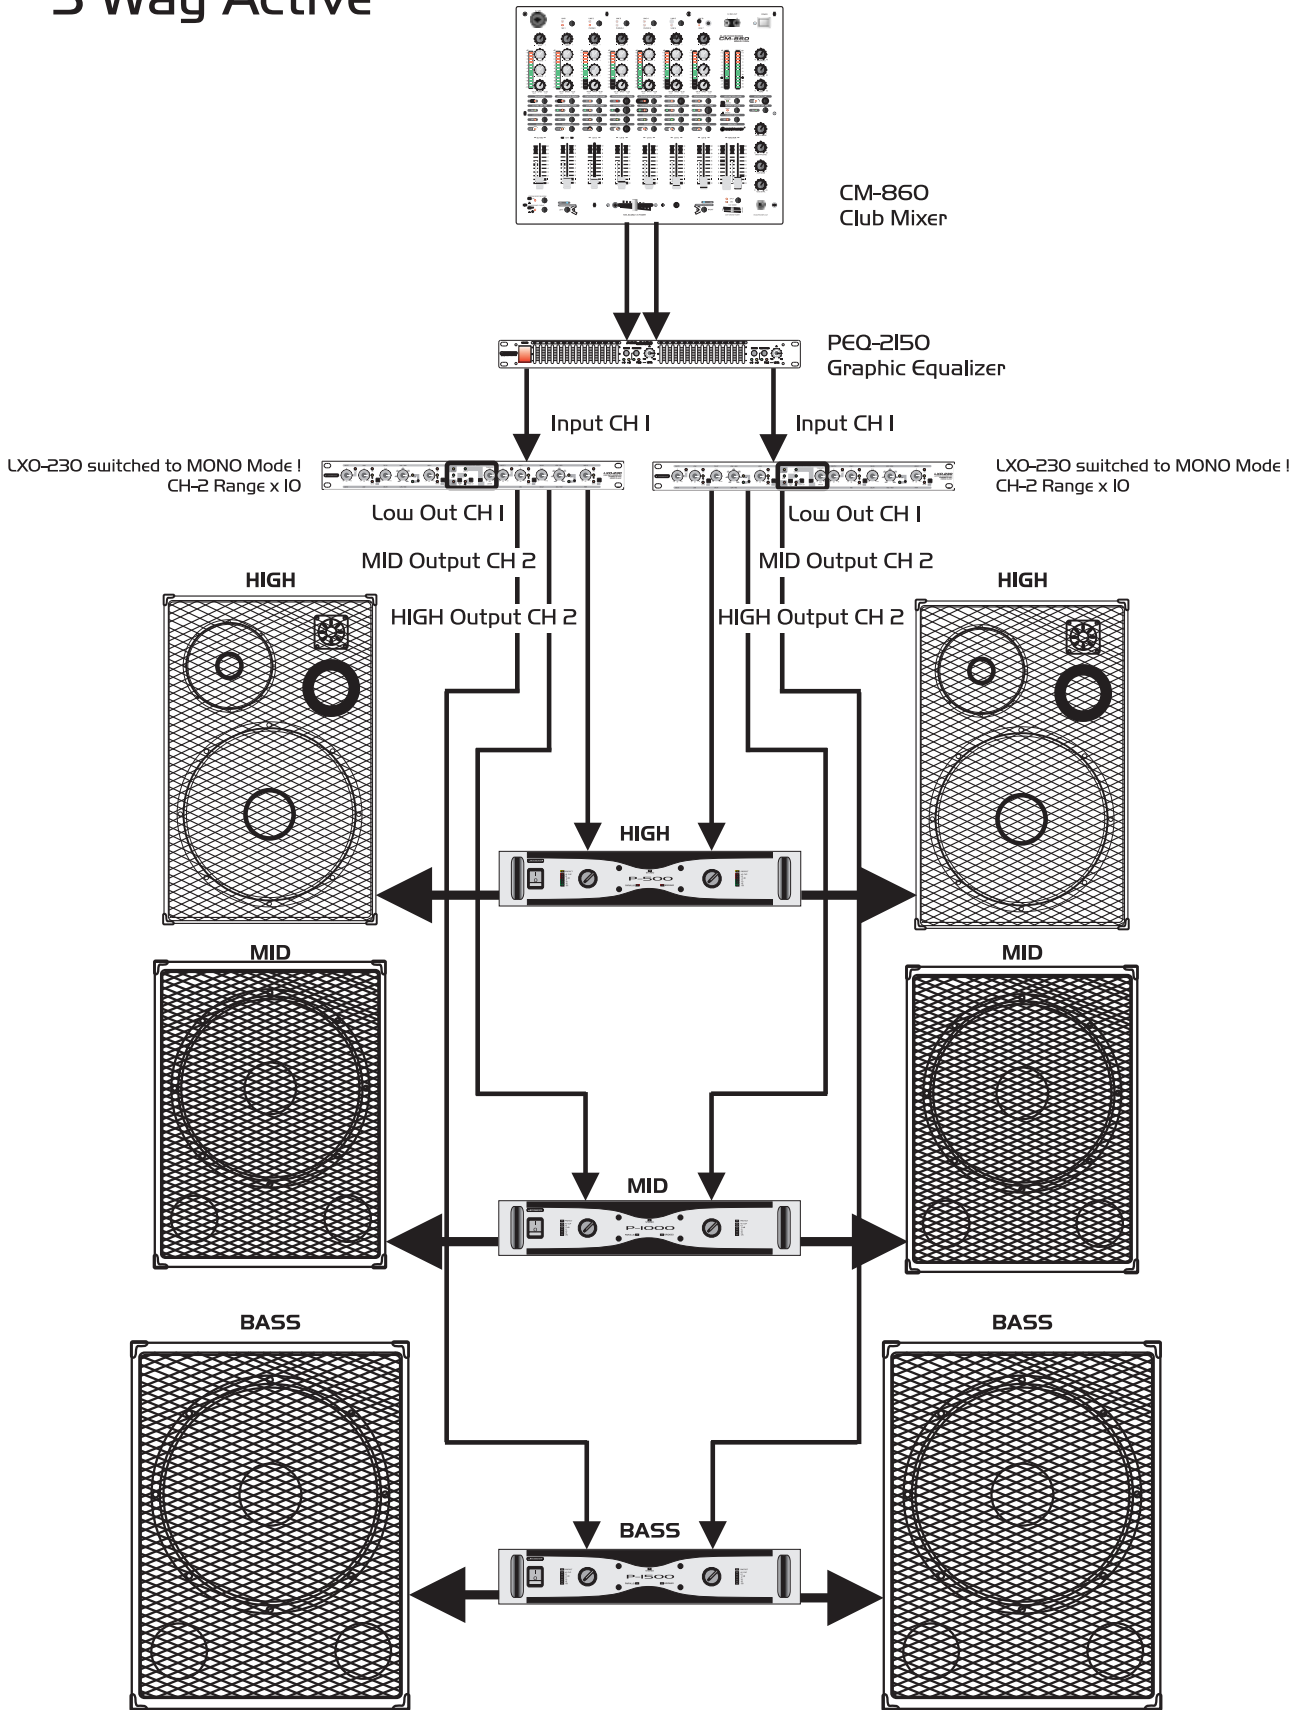 3 Way Active
CM-860
CM-860
Club Mixer
PEQ-2150
Graphic Equalizer
Input CH 1
Input CH 1
LXO-230 switched to MONO Mode !
CH-2 Range x 10
LXO-230 switched to MONO Mode !
CH-2 Range x 10
Low Out CH 1
Low Out CH 1
MID Output CH 2
MID Output CH 2
HIGH
HIGH
HIGH Output CH 2
HIGH Output CH 2
HIGH
P-500
MID
MID
MID
P-1000
BASS
BASS
BASS
P-1500